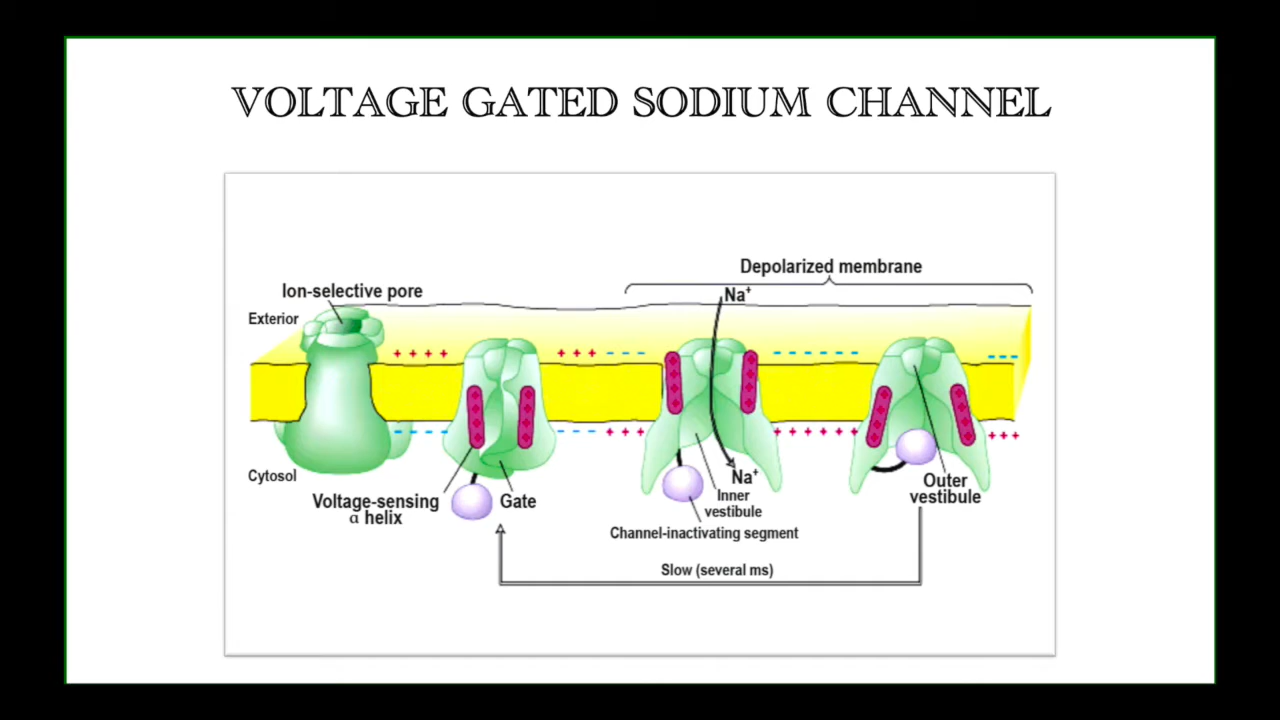 VOLTAGE GATED SODIUM CHANNEL
Depolarized membrane
Ion-selective pore
Na⁺
Exterior
+ + + +
+ + +
- - -
- - - - - - - -
- - -
- - - - -
- - - -
+ + +
+ + + + + + +
+ + +
Cytosol
Voltage-sensing
α helix
Gate
Na⁺
Inner
vestibule
Outer
vestibule
Channel-inactivating segment
Slow (several ms)